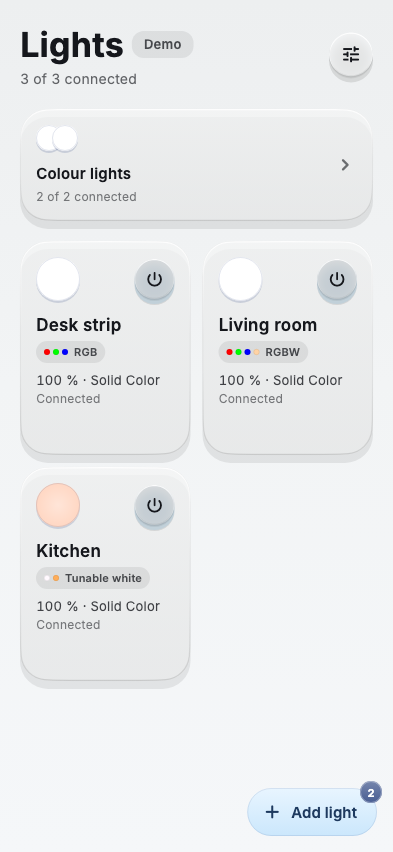 Lights Demo
3 of 3 connected
Colour lights
2 of 2 connected
Desk strip
RGB
100 % · Solid Color
Connected
Living room
RGBW
100 % · Solid Color
Connected
Kitchen
Tunable white
100 % · Solid Color
Connected
2
Add light